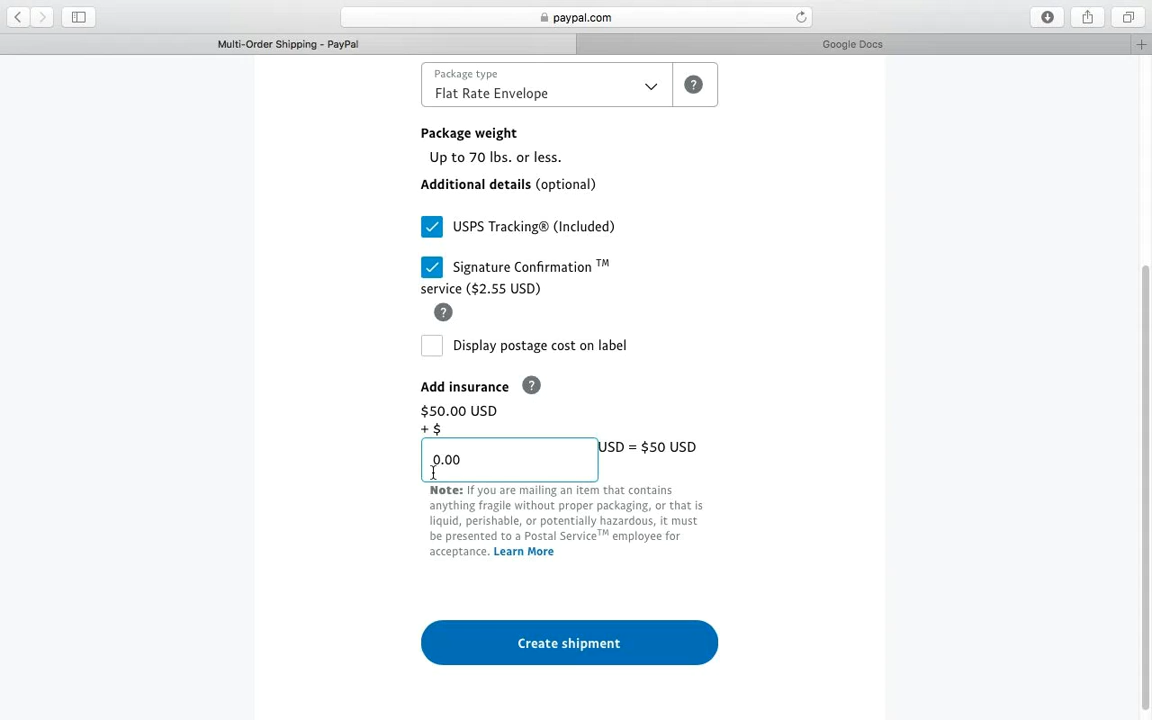 paypal.com
Multi-Order Shipping - PayPal
Google Docs
Package type
Flat Rate Envelope
?
Package weight
Up to 70 lbs. or less.
Additional details (optional)
USPS Tracking® (Included)
Signature Confirmation TM
service ($2.55 USD)
?
Display postage cost on label
Add insurance ?
$50.00 USD
+ $
0.00
USD = $50 USD
Note: If you are mailing an item that contains
anything fragile without proper packaging, or that is
liquid, perishable, or potentially hazardous, it must
be presented to a Postal Service™ employee for
acceptance. Learn More
Create shipment